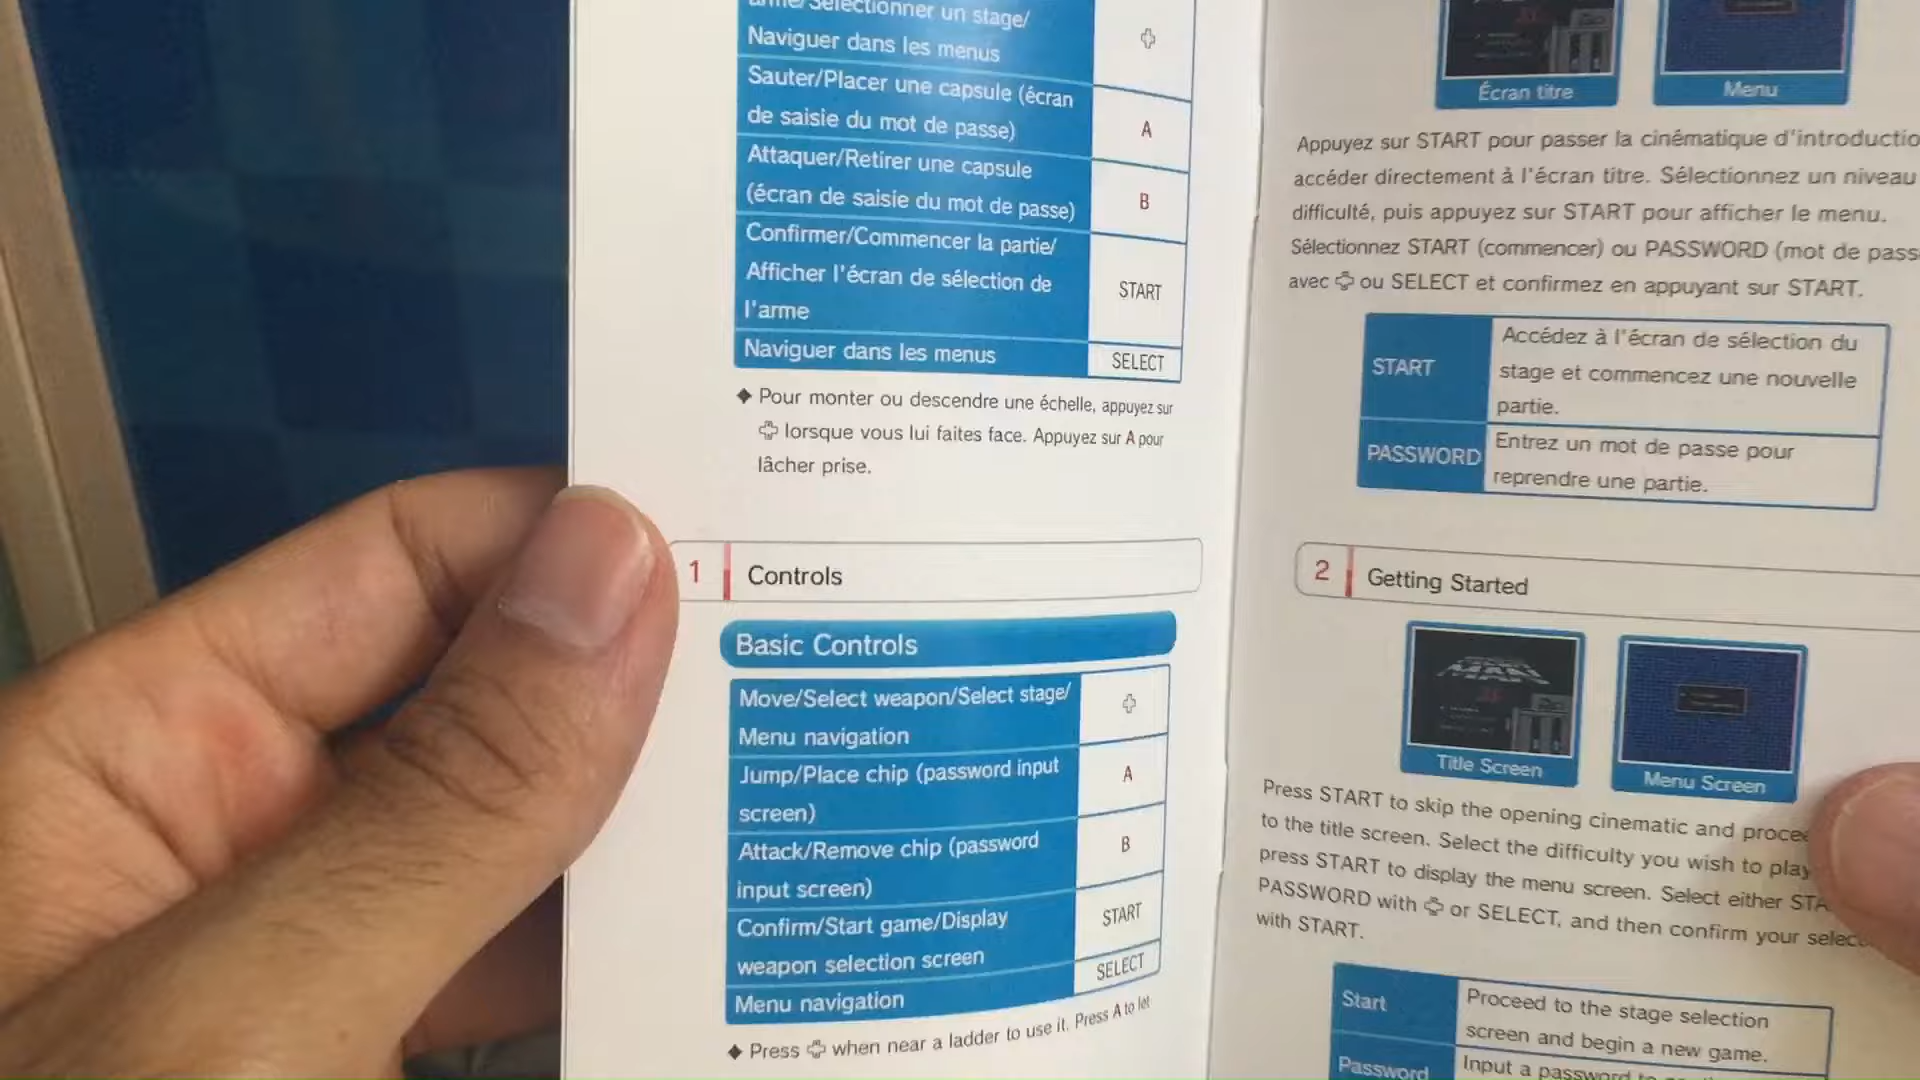 arme/Sélectionner un stage/
Naviguer dans les menus
Sauter/Placer une capsule (écran
de saisie du mot de passe)
A
Attaquer/Retirer une capsule
(écran de saisie du mot de passe)
B
Confirmer/Commencer la partie/
Afficher l'écran de sélection de
l'arme
START
Naviguer dans les menus
SELECT
◆ Pour monter ou descendre une échelle, appuyez sur
lorsque vous lui faites face. Appuyez sur A pour
lâcher prise.
1 Controls
Basic Controls
Move/Select weapon/Select stage/
Menu navigation
Jump/Place chip (password input
screen)
A
Attack/Remove chip (password
input screen)
B
Confirm/Start game/Display
weapon selection screen
START
Menu navigation
SELECT
◆ Press when near a ladder to use it. Press A to let
Écran titre
Menu
Appuyez sur START pour passer la cinématique d'introductio
accéder directement à l'écran titre. Sélectionnez un niveau
difficulté, puis appuyez sur START pour afficher le menu.
Sélectionnez START (commencer) ou PASSWORD (mot de pass
avec ou SELECT et confirmez en appuyant sur START.
START
Accédez à l'écran de sélection du
stage et commencez une nouvelle
partie.
PASSWORD
Entrez un mot de passe pour
reprendre une partie.
2 Getting Started
MAN
Title Screen
Menu Screen
Press START to skip the opening cinematic and procee
to the title screen. Select the difficulty you wish to play
press START to display the menu screen. Select either STA
PASSWORD with or SELECT, and then confirm your selec
with START.
Start
Proceed to the stage selection
screen and begin a new game.
Password
Input a password to